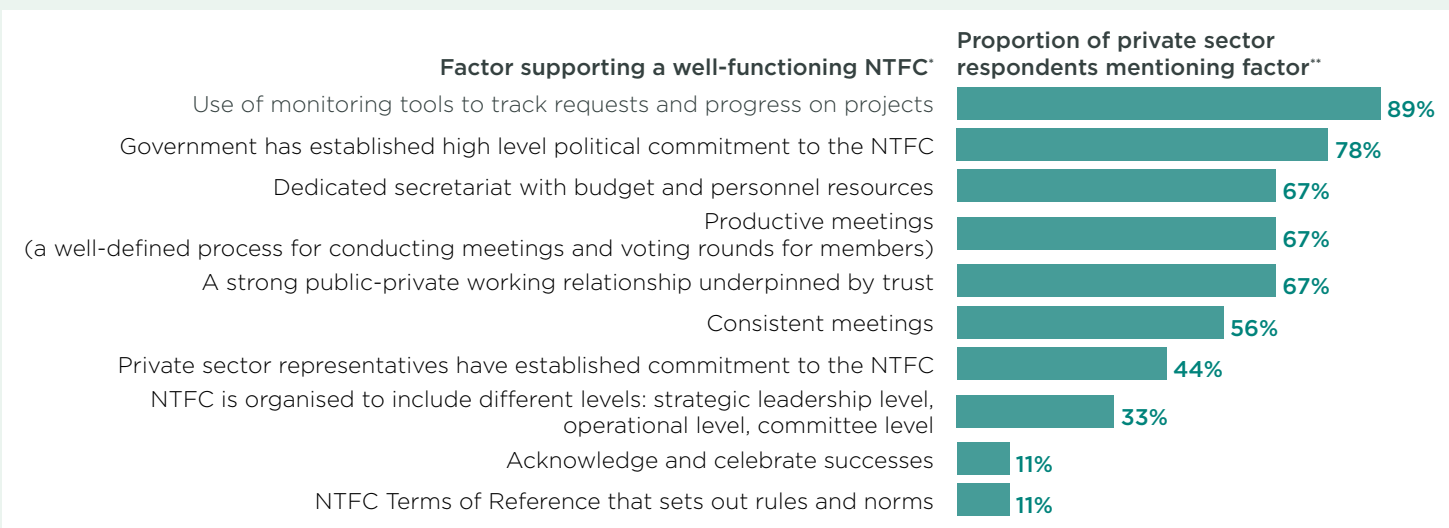 Factor supporting a well-functioning NTFC*
Proportion of private sector
respondents mentioning factor**
Use of monitoring tools to track requests and progress on projects
89%
Government has established high level political commitment to the NTFC
78%
Dedicated secretariat with budget and personnel resources
67%
Productive meetings
(a well-defined process for conducting meetings and voting rounds for members)
67%
A strong public-private working relationship underpinned by trust
67%
Consistent meetings
56%
Private sector representatives have established commitment to the NTFC
44%
NTFC is organised to include different levels: strategic leadership level,
operational level, committee level
33%
Acknowledge and celebrate successes
11%
NTFC Terms of Reference that sets out rules and norms
11%